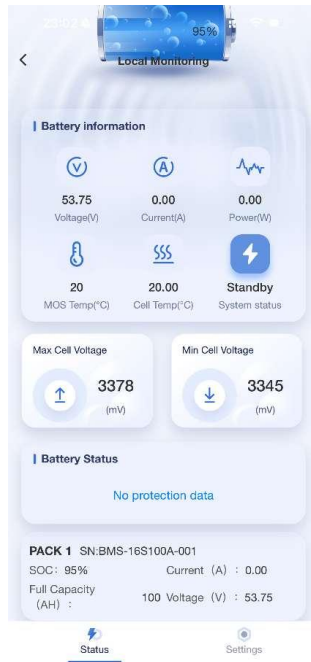 95%
Local Monitoring
Battery information
53.75 0.00 0.00
Voltage(V) Current(A) Power(W)
20 20.00 Standby
MOS Temp(°C) Cell Temp(°C) System status
Max Cell Voltage
3378
(mV)
Min Cell Voltage
3345
(mV)
Battery Status
No protection data
PACK 1 SN:BMS-16S100A-001
SOC: 95% Current (A) : 0.00
Full Capacity (AH) : 100 Voltage (V) : 53.75
Status Settings